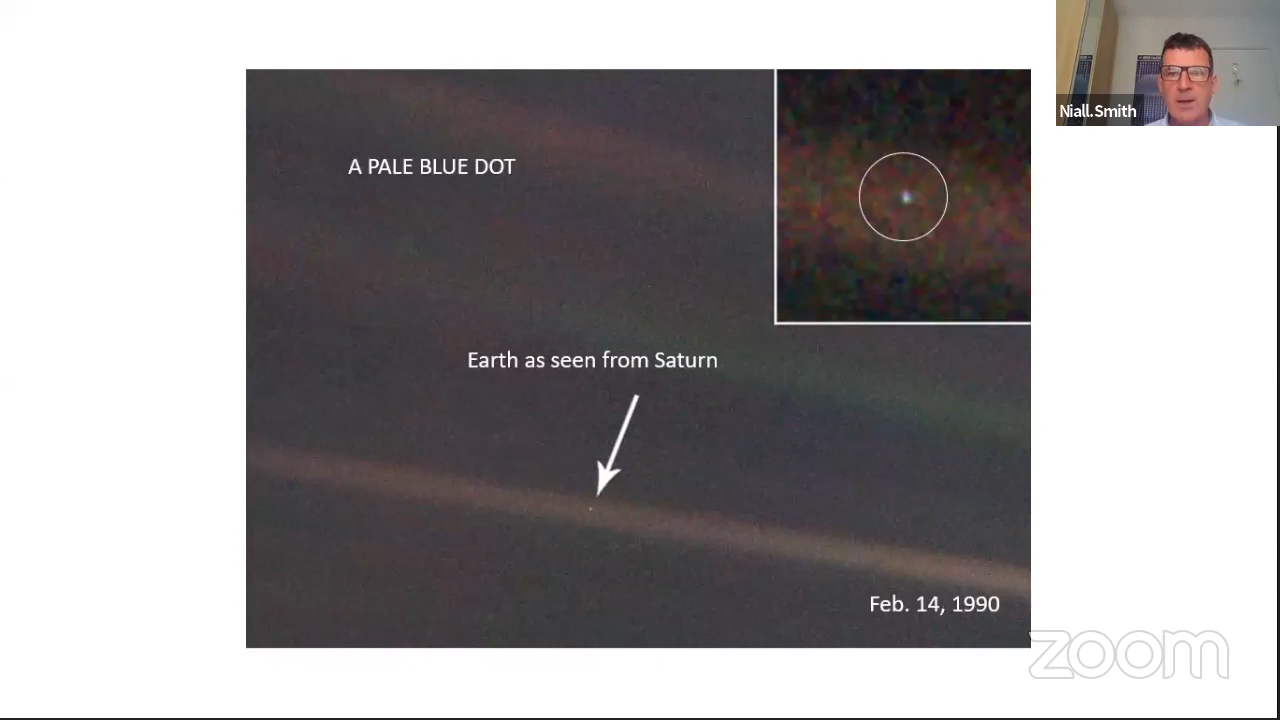 Niall.Smith
A PALE BLUE DOT
Earth as seen from Saturn
Feb. 14, 1990
zoom